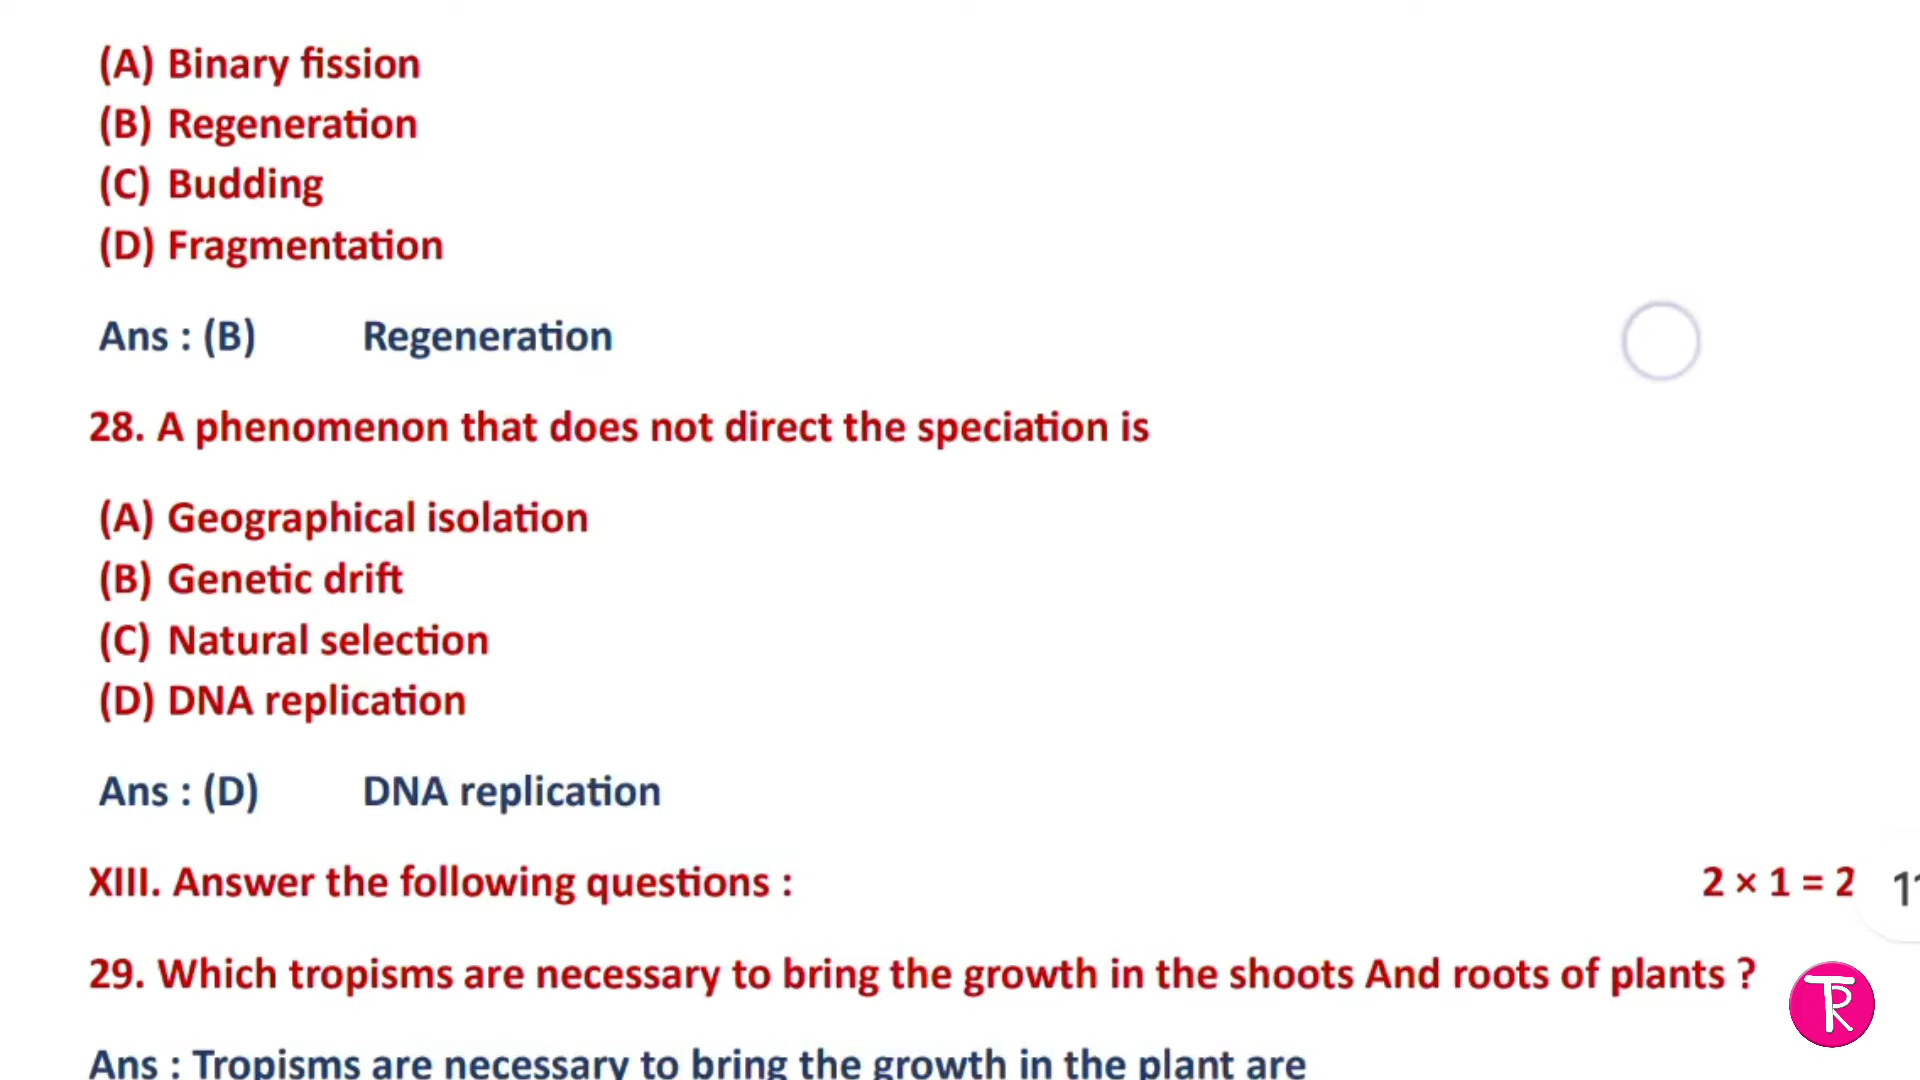 (A) Binary fission
(B) Regeneration
(C) Budding
(D) Fragmentation
Ans : (B) Regeneration
28. A phenomenon that does not direct the speciation is
(A) Geographical isolation
(B) Genetic drift
(C) Natural selection
(D) DNA replication
Ans : (D) DNA replication
XIII. Answer the following questions : 2 × 1 = 2
11
29. Which tropisms are necessary to bring the growth in the shoots And roots of plants ?
TR
Ans : Tropisms are necessary to bring the growth in the plant are